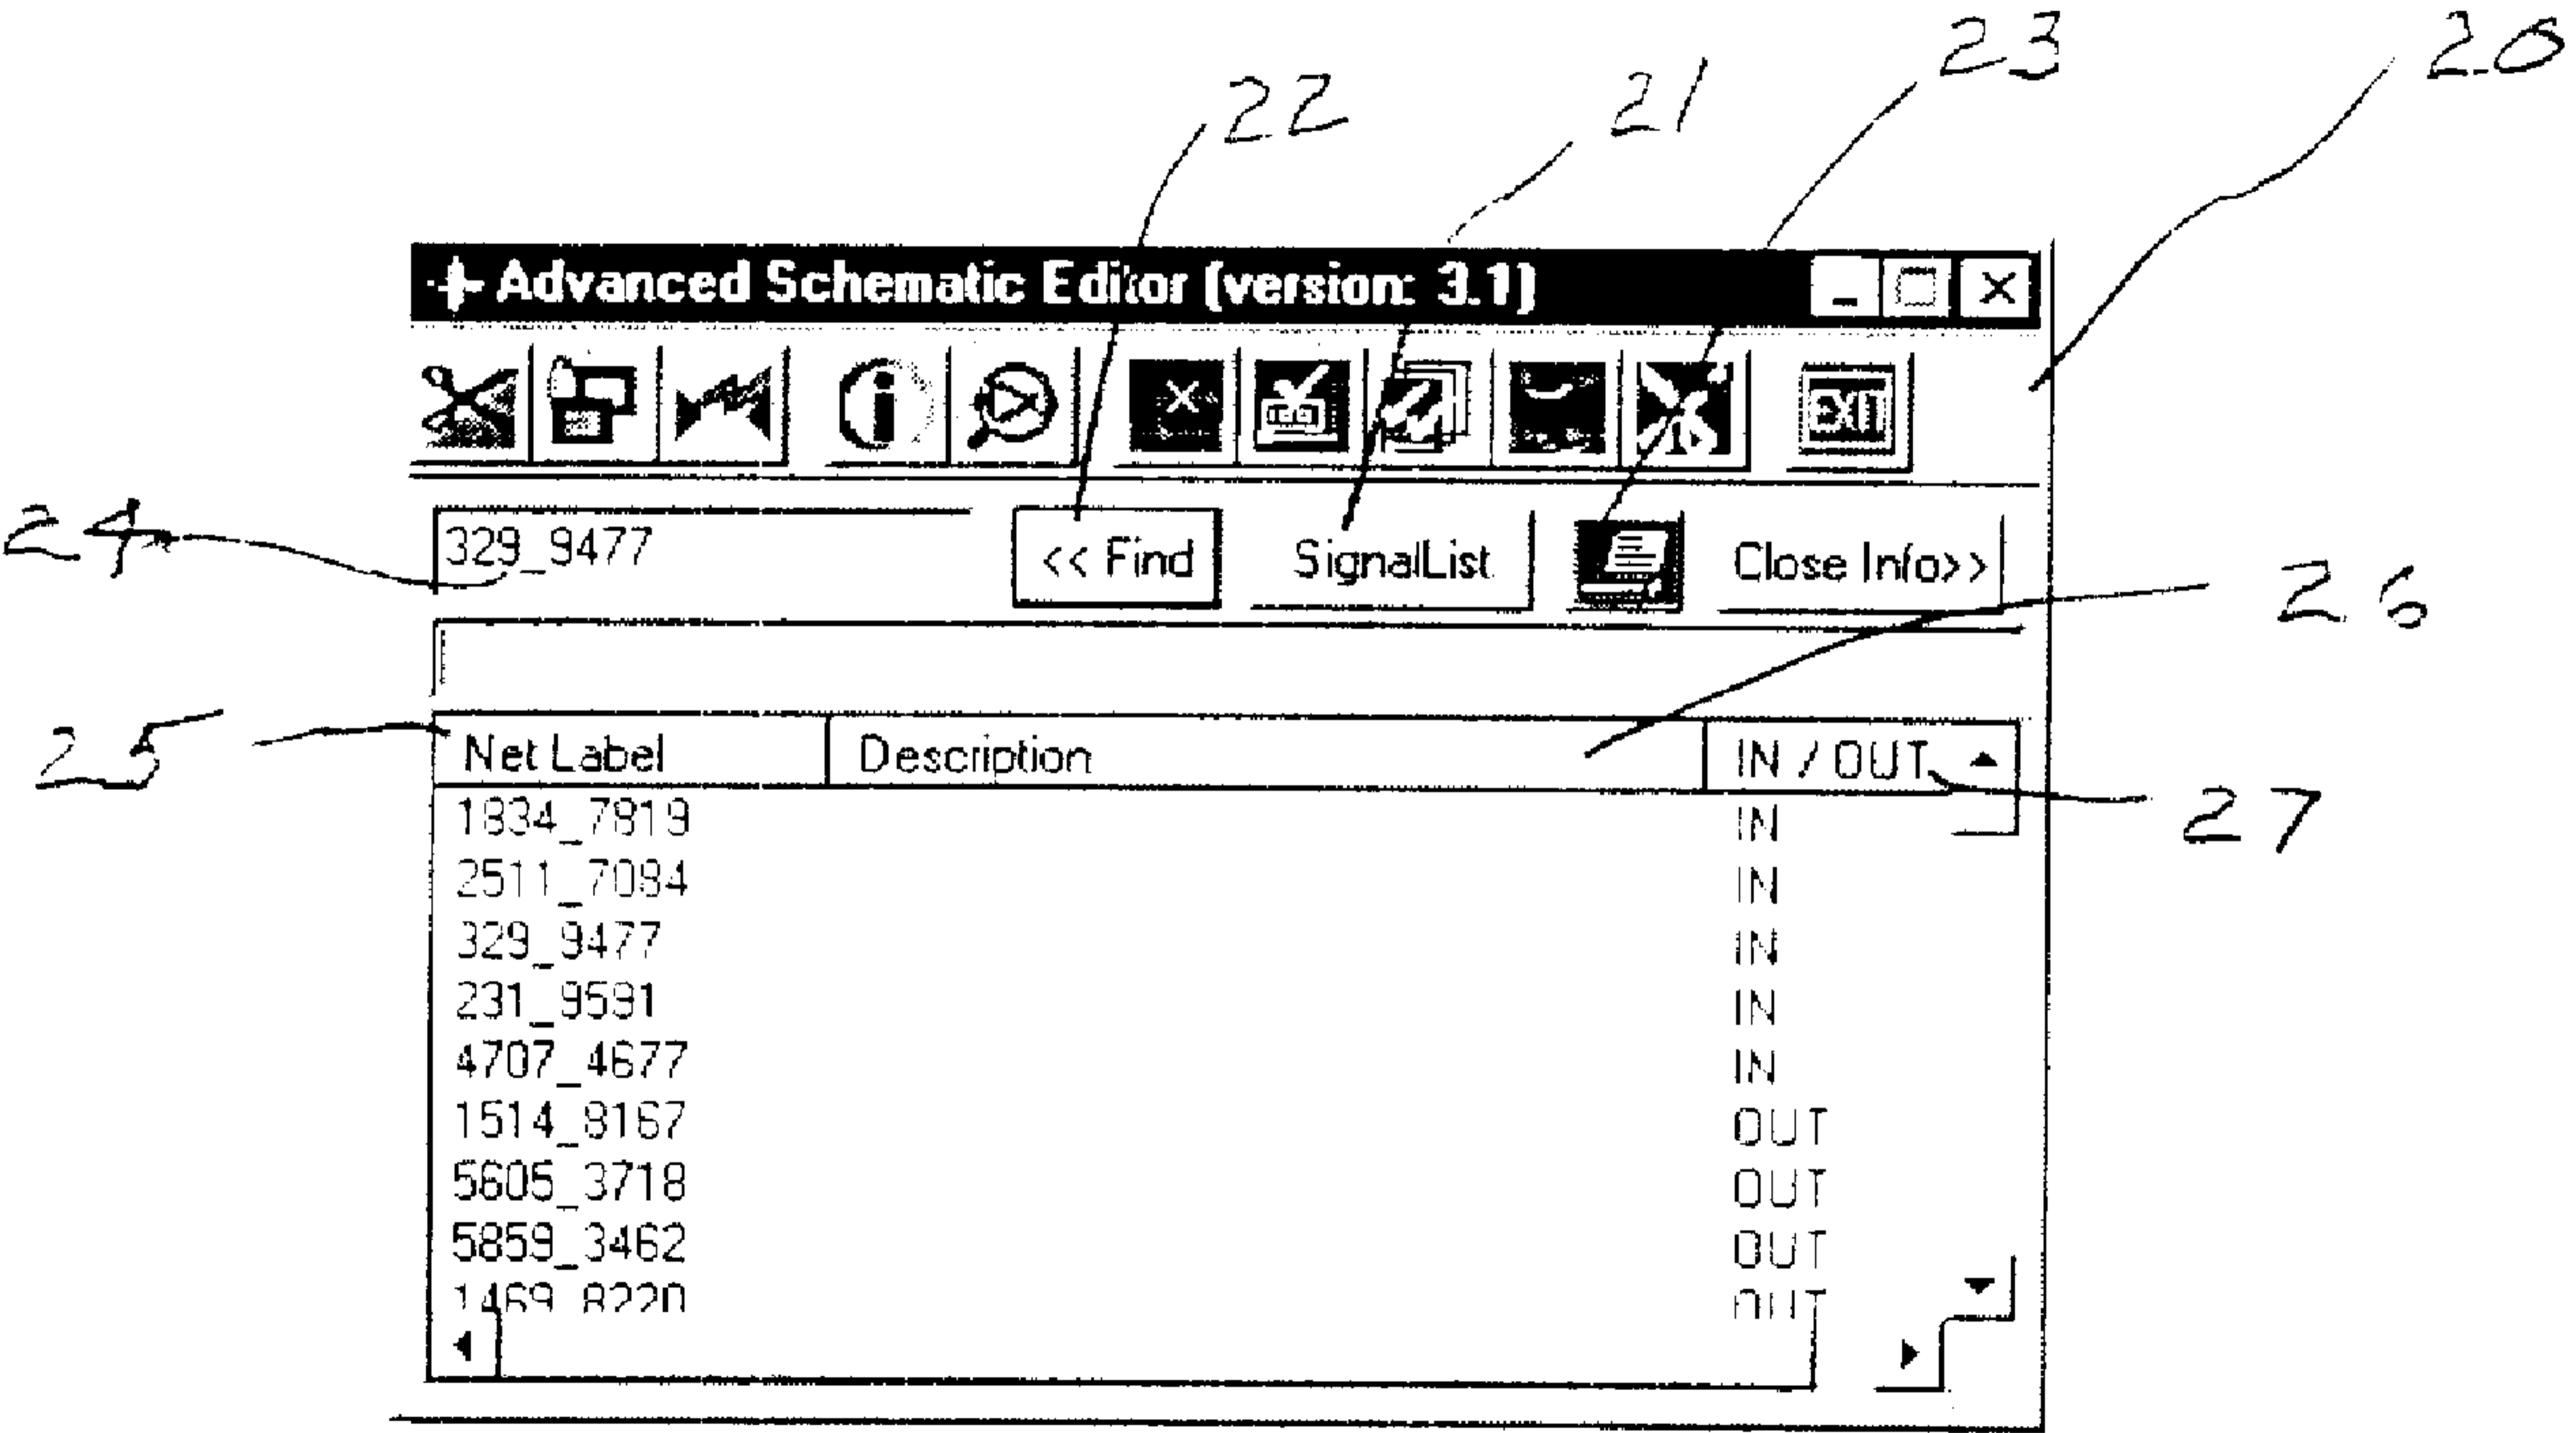 22 21 23 20
Advanced Schematic Editor (version: 3.1)
EXIT
24 329_9477 << Find SignalList Close Info>>
26
25 Net Label Description IN / OUT
27
1834_7819 IN
2511_7084 IN
329_9477 IN
231_9591 IN
4707_4677 IN
1514_8167 OUT
5605_3718 OUT
5859_3462 OUT
1469_8220 OUT